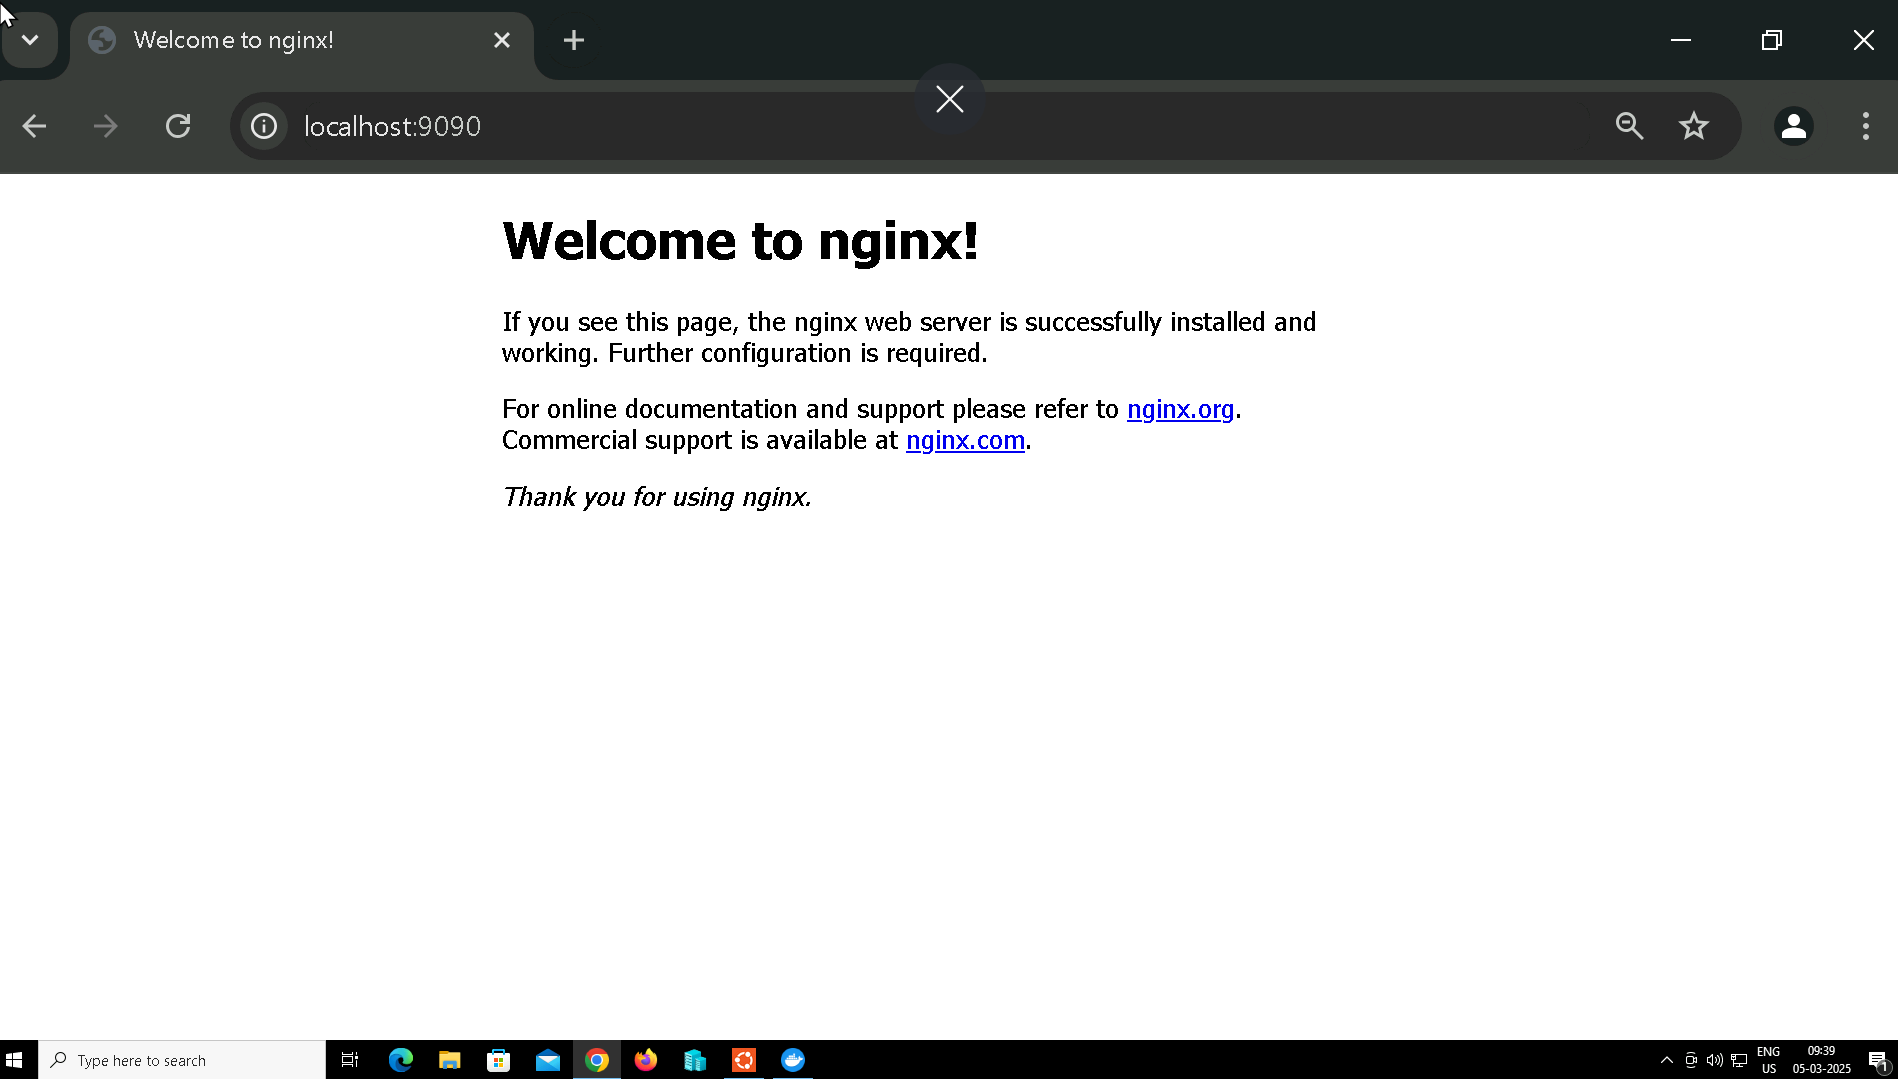 Welcome to nginx!
localhost:9090
Welcome to nginx!
If you see this page, the nginx web server is successfully installed and
working. Further configuration is required.
For online documentation and support please refer to nginx.org.
Commercial support is available at nginx.com.
Thank you for using nginx.
Type here to search
ENG
US
09:39
05-03-2025
1